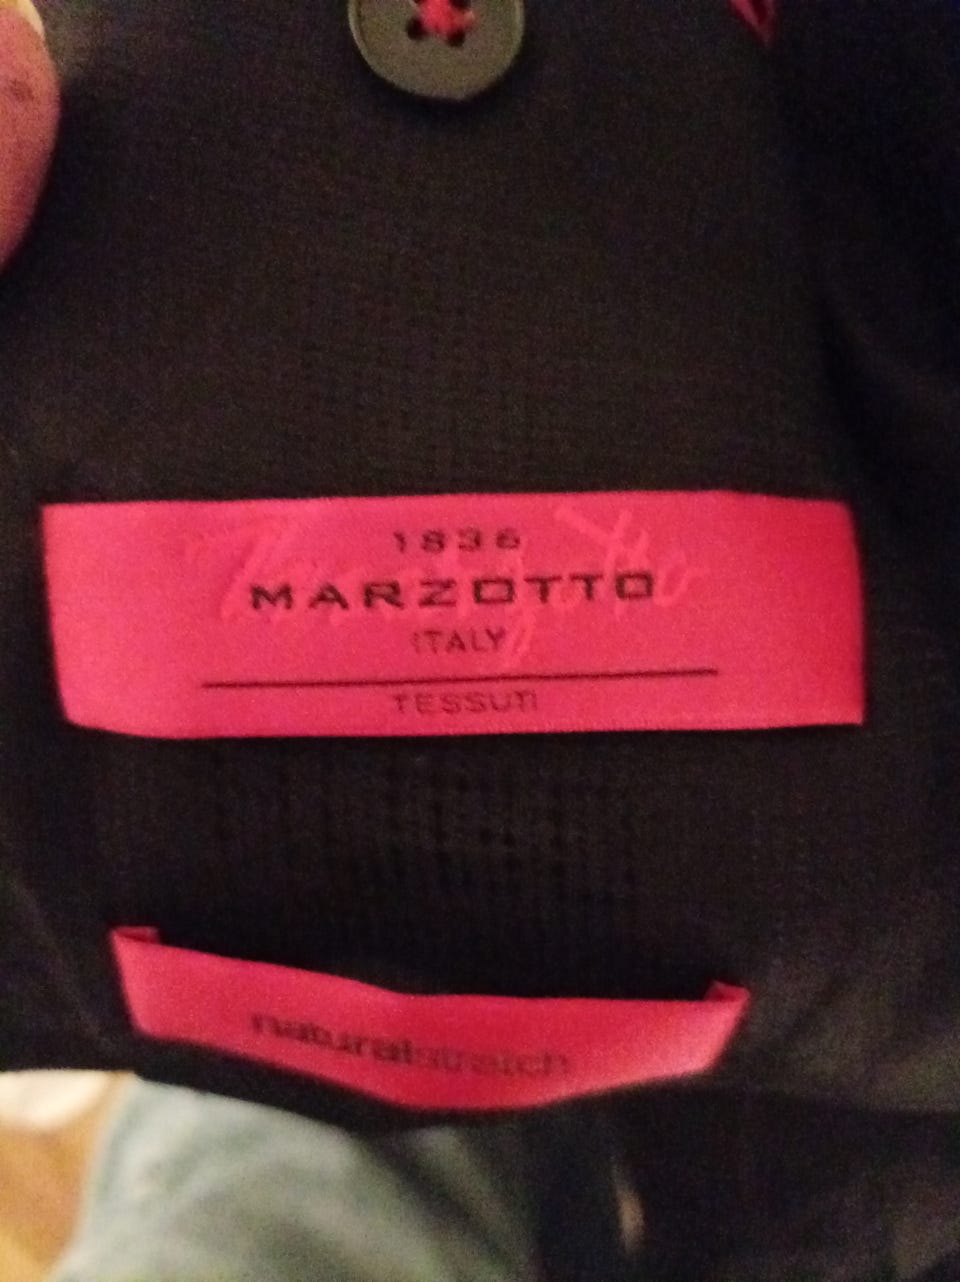 1836
MARZOTTO
ITALY
TESSUTI
naturalstretch